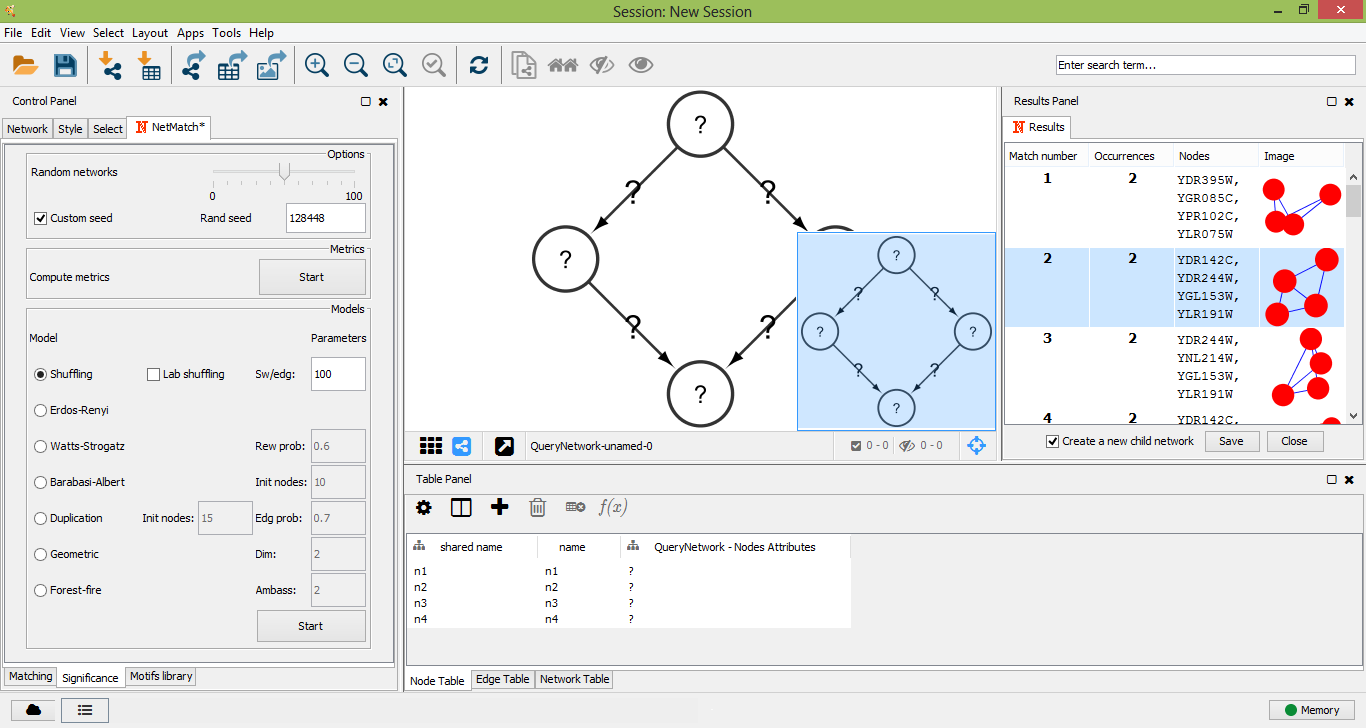 Session: New Session
File Edit View Select Layout Apps Tools Help
Enter search term...
Control Panel
Network Style Select NetMatch*
Options
Random networks
0 100
Custom seed Rand seed 128448
Metrics
Compute metrics Start
Models
Model Parameters
Shuffling Lab shuffling Sw/edg: 100
Erdos-Renyi
Watts-Strogatz Rew prob: 0.6
Barabasi-Albert Init nodes: 10
Duplication Init nodes: 15 Edg prob: 0.7
Geometric Dim: 2
Forest-fire Ambass: 2
Start
Matching Significance Motifs library
?
? ?
?
? ?
?
?
? ?
? ?
? ?
?
QueryNetwork-unamed-0 0 - 0 0 - 0
Results Panel
Results
Match number Occurrences Nodes Image
1 2 YDR395W,
YGR085C,
YPR102C,
YLR075W
2 2 YDR142C,
YDR244W,
YGL153W,
YLR191W
3 2 YDR244W,
YNL214W,
YGL153W,
YLR191W
4 2 YDR142C,
Create a new child network Save Close
Table Panel
f(x)
shared name name QueryNetwork - Nodes Attributes
n1 n1 ?
n2 n2 ?
n3 n3 ?
n4 n4 ?
Node Table Edge Table Network Table
Memory